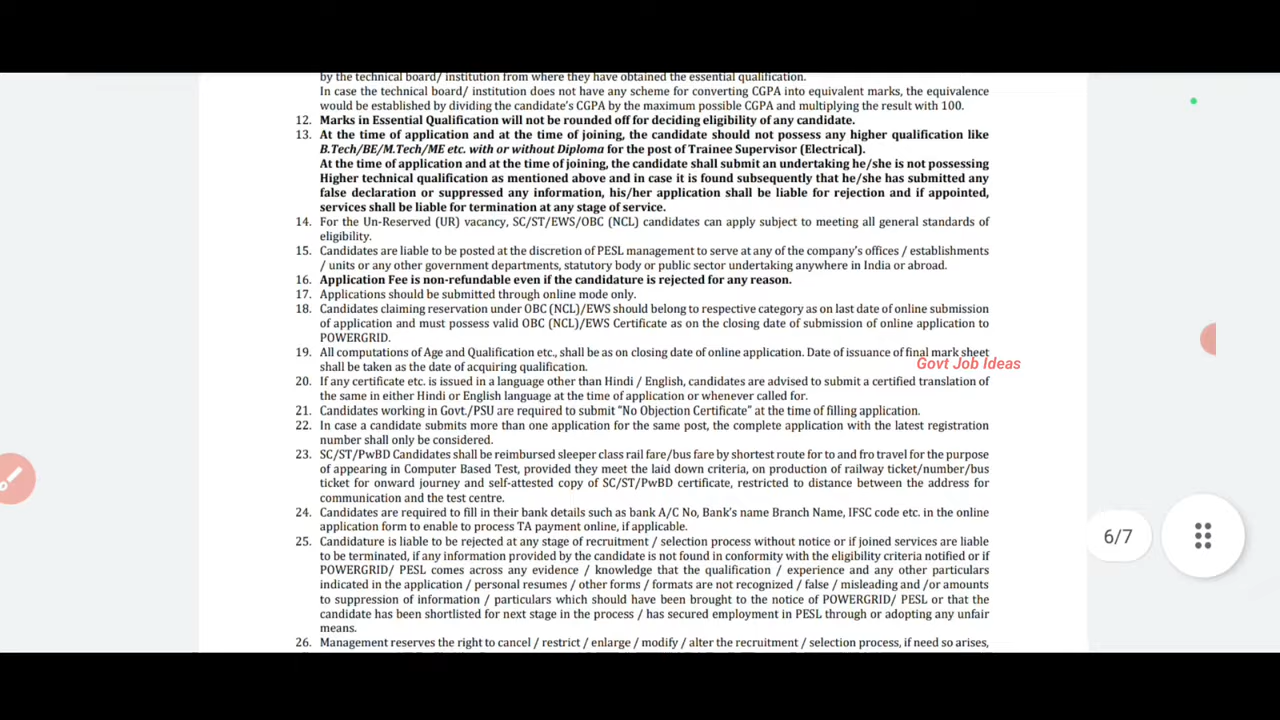 by the technical board/ institution from where they have obtained the essential qualification.
In case the technical board/ institution does not have any scheme for converting CGPA into equivalent marks, the equivalence
would be established by dividing the candidate's CGPA by the maximum possible CGPA and multiplying the result with 100.
12. Marks in Essential Qualification will not be rounded off for deciding eligibility of any candidate.
13. At the time of application and at the time of joining, the candidate should not possess any higher qualification like
B.Tech/BE/M.Tech/ME etc. with or without Diploma for the post of Trainee Supervisor (Electrical).
At the time of application and at the time of joining, the candidate shall submit an undertaking he/she is not possessing
Higher technical qualification as mentioned above and in case it is found subsequently that he/she has submitted any
false declaration or suppressed any information, his/her application shall be liable for rejection and if appointed,
services shall be liable for termination at any stage of service.
14. For the Un-Reserved (UR) vacancy, SC/ST/EWS/OBC (NCL) candidates can apply subject to meeting all general standards of
eligibility.
15. Candidates are liable to be posted at the discretion of PESL management to serve at any of the company's offices / establishments
/ units or any other government departments, statutory body or public sector undertaking anywhere in India or abroad.
16. Application Fee is non-refundable even if the candidature is rejected for any reason.
17. Applications should be submitted through online mode only.
18. Candidates claiming reservation under OBC (NCL)/EWS should belong to respective category as on last date of online submission
of application and must possess valid OBC (NCL)/EWS Certificate as on the closing date of submission of online application to
POWERGRID.
19. All computations of Age and Qualification etc., shall be as on closing date of online application. Date of issuance of final mark sheet
shall be taken as the date of acquiring qualification.
Govt Job Ideas
20. If any certificate etc. is issued in a language other than Hindi / English, candidates are advised to submit a certified translation of
the same in either Hindi or English language at the time of application or whenever called for.
21. Candidates working in Govt./PSU are required to submit "No Objection Certificate" at the time of filling application.
22. In case a candidate submits more than one application for the same post, the complete application with the latest registration
number shall only be considered.
23. SC/ST/PwBD Candidates shall be reimbursed sleeper class rail fare/bus fare by shortest route for to and fro travel for the purpose
of appearing in Computer Based Test, provided they meet the laid down criteria, on production of railway ticket/number/bus
ticket for onward journey and self-attested copy of SC/ST/PwBD certificate, restricted to distance between the address for
communication and the test centre.
24. Candidates are required to fill in their bank details such as bank A/C No, Bank's name Branch Name, IFSC code etc. in the online
application form to enable to process TA payment online, if applicable.
25. Candidature is liable to be rejected at any stage of recruitment / selection process without notice or if joined services are liable
to be terminated, if any information provided by the candidate is not found in conformity with the eligibility criteria notified or if
POWERGRID/ PESL comes across any evidence / knowledge that the qualification / experience and any other particulars
indicated in the application / personal resumes / other forms / formats are not recognized / false / misleading and /or amounts
to suppression of information / particulars which should have been brought to the notice of POWERGRID/ PESL or that the
candidate has been shortlisted for next stage in the process / has secured employment in PESL through or adopting any unfair
means.
26. Management reserves the right to cancel / restrict / enlarge / modify / alter the recruitment / selection process, if need so arises,
6/7